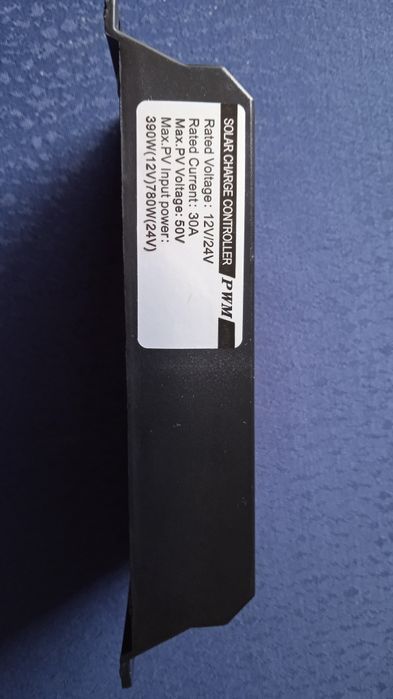 SOLAR CHARGE CONTROLLER PWM
Rated Voltage: 12V/24V
Rated Current: 30A
Max.PV Voltage: 50V
Max.PV Input power:
390W(12V)780W(24V)